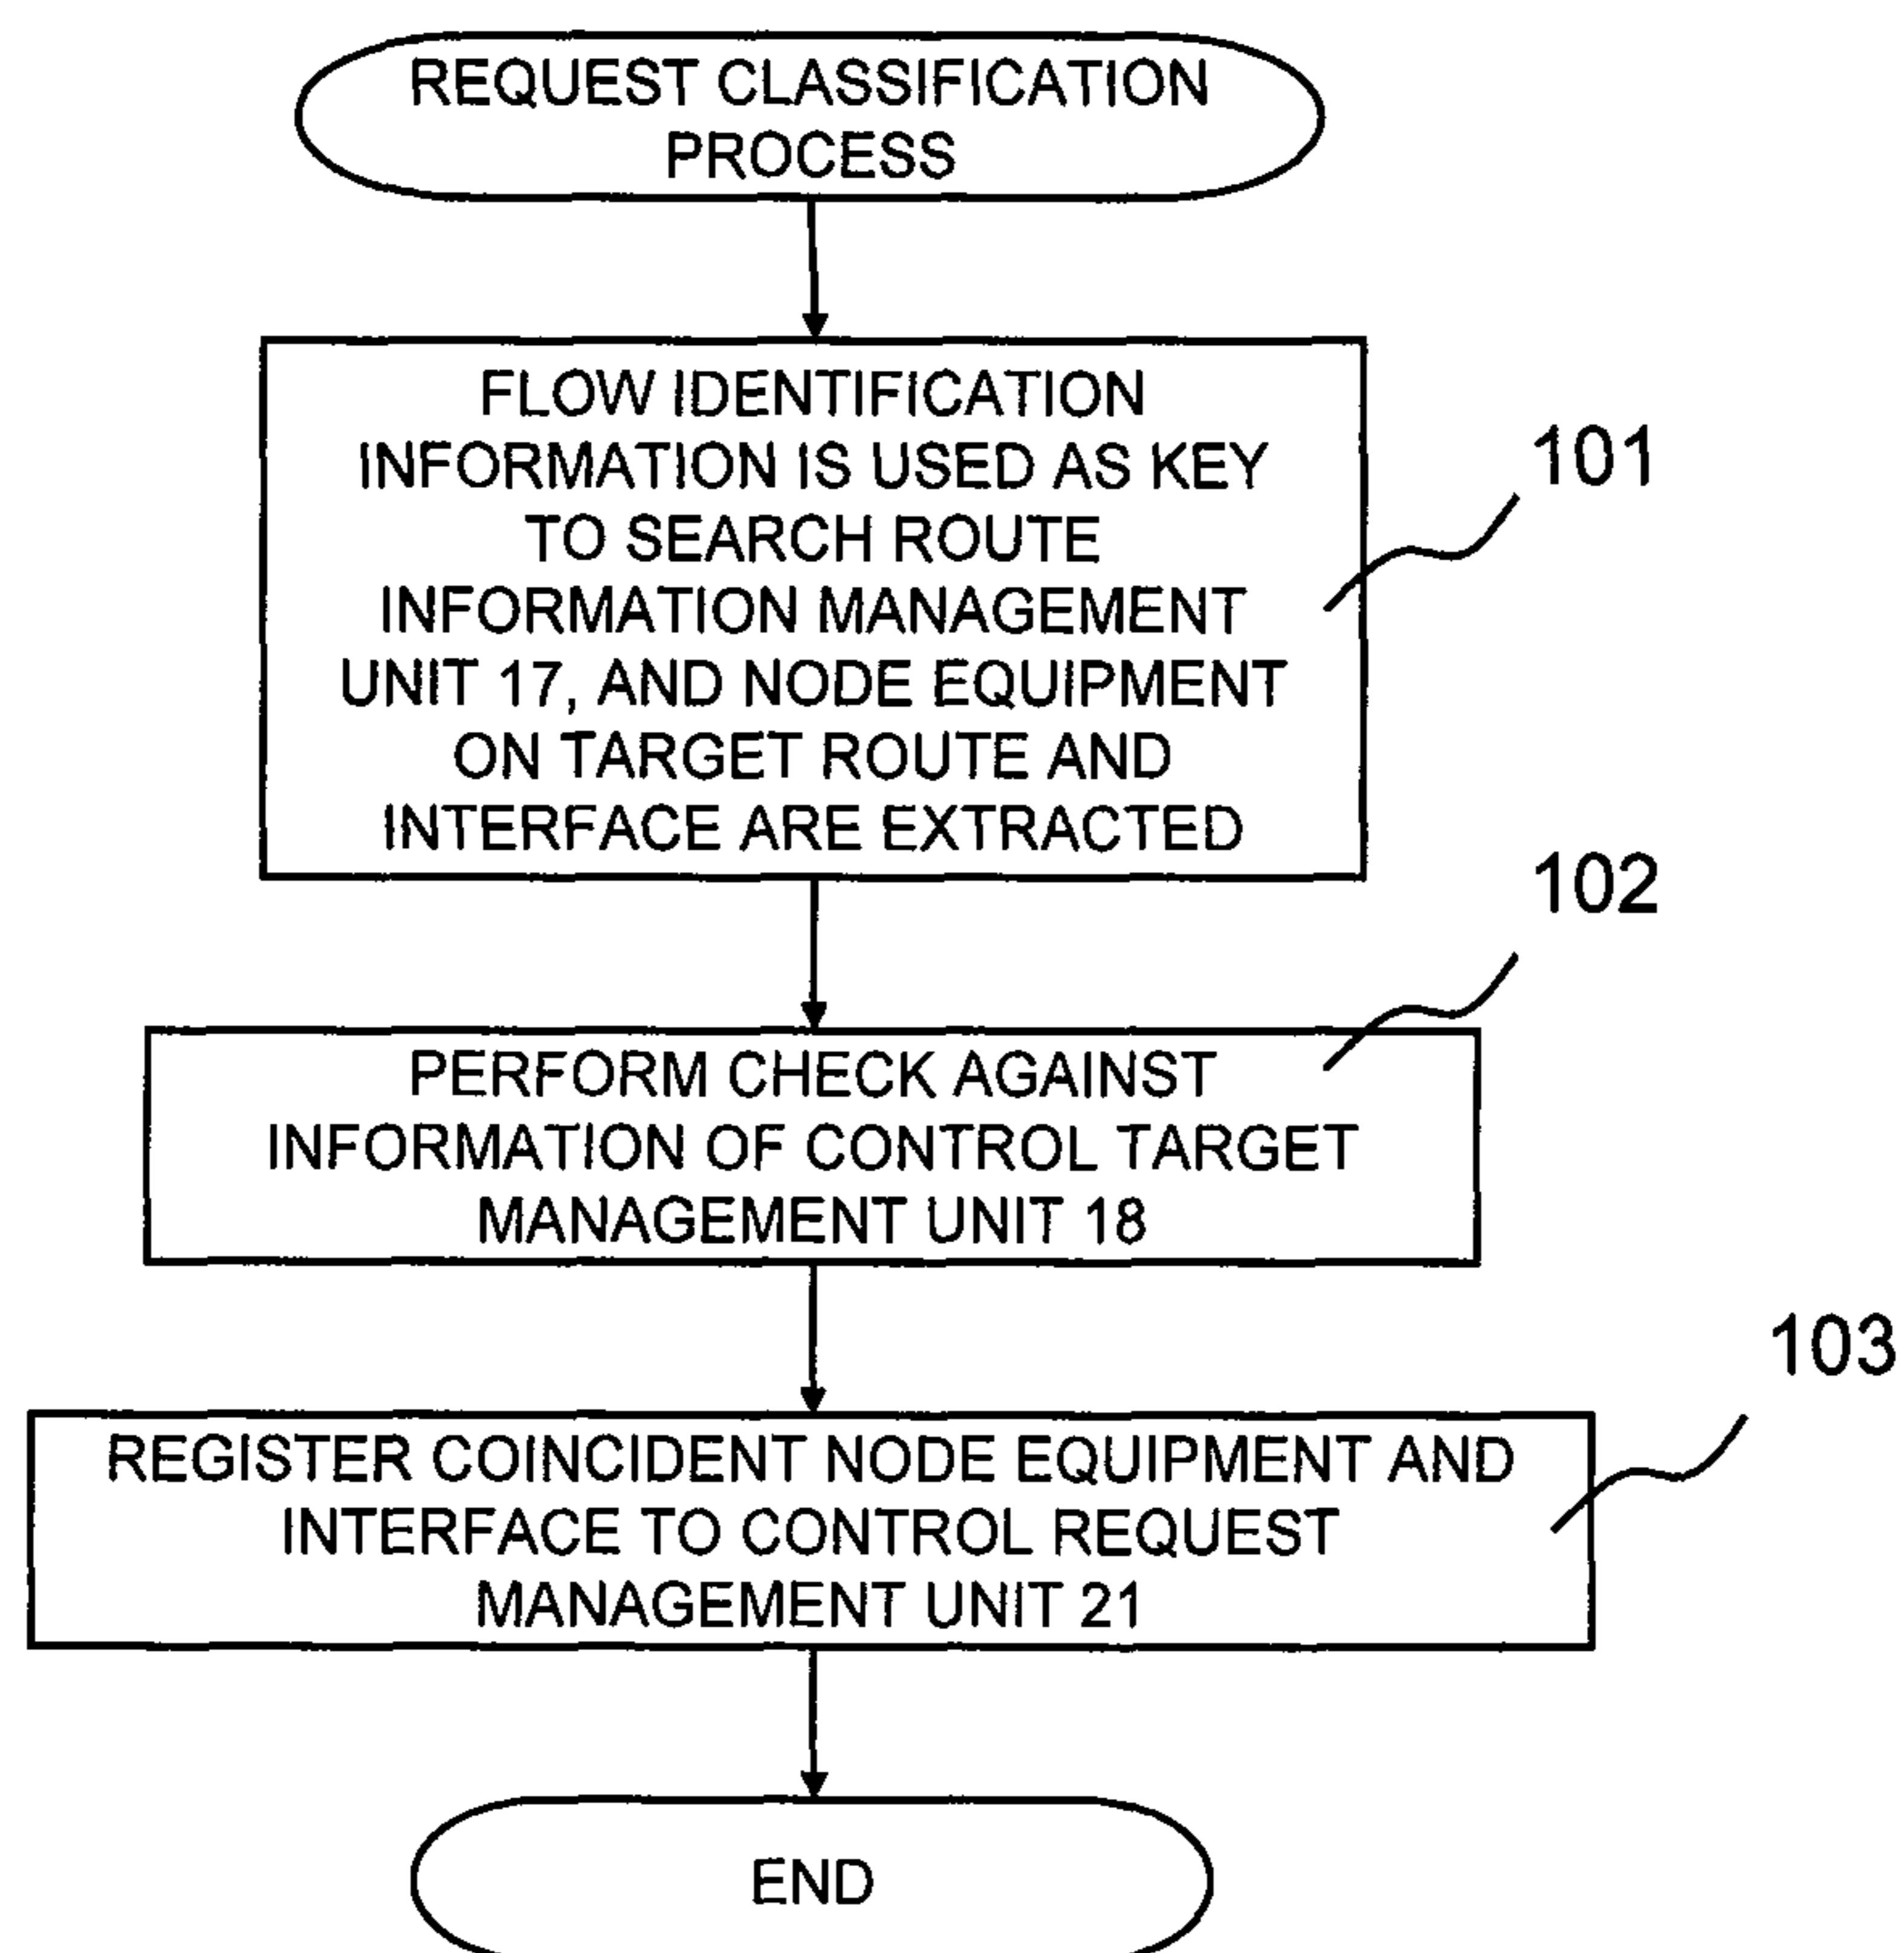 REQUEST CLASSIFICATION
PROCESS
FLOW IDENTIFICATION
INFORMATION IS USED AS KEY
TO SEARCH ROUTE
INFORMATION MANAGEMENT
UNIT 17, AND NODE EQUIPMENT
ON TARGET ROUTE AND
INTERFACE ARE EXTRACTED
101
102
PERFORM CHECK AGAINST
INFORMATION OF CONTROL TARGET
MANAGEMENT UNIT 18
103
REGISTER COINCIDENT NODE EQUIPMENT AND
INTERFACE TO CONTROL REQUEST
MANAGEMENT UNIT 21
END